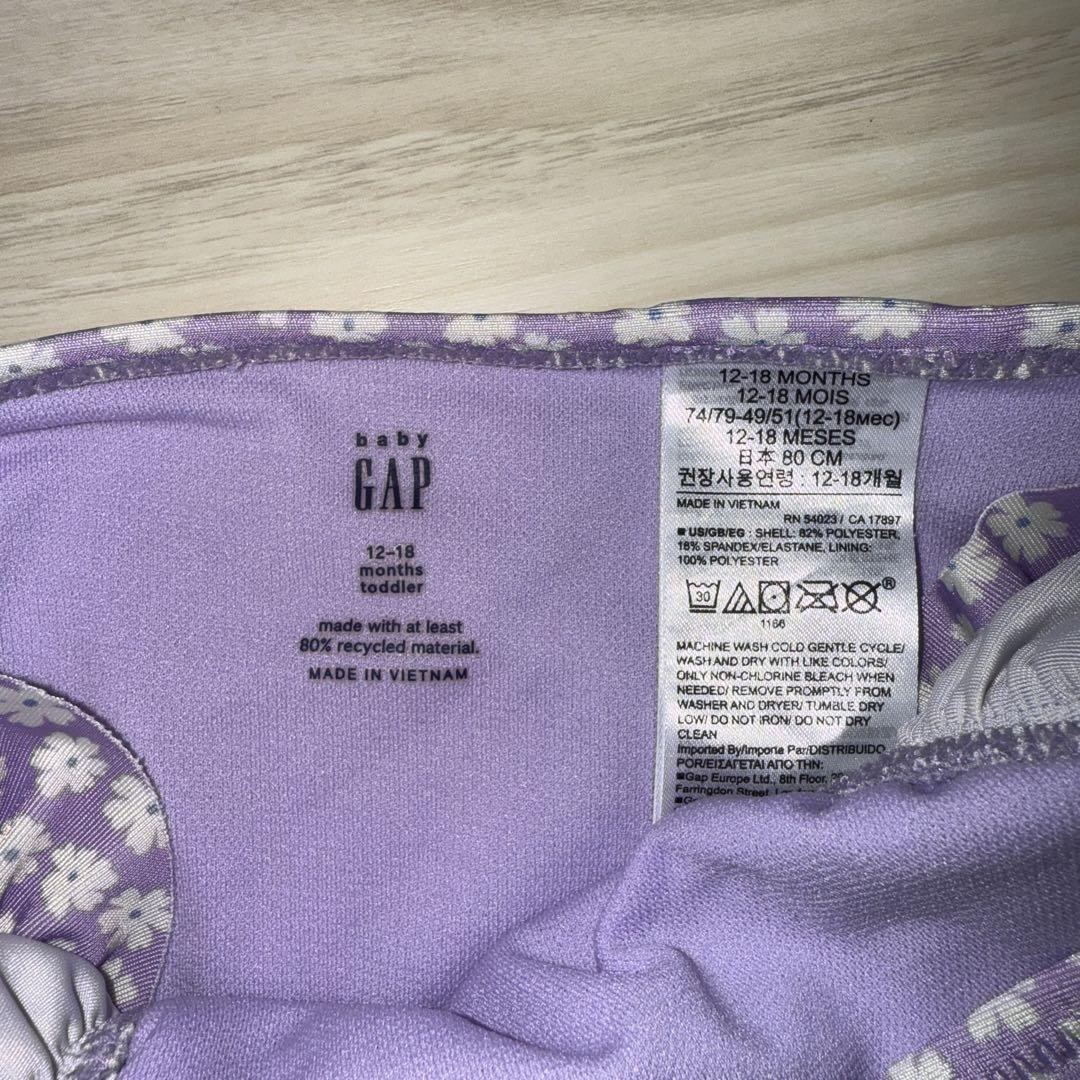 baby
GAP
12-18
months
toddler
made with at least
80% recycled material.
MADE IN VIETNAM
12-18 MONTHS
12-18 MOIS
74/79-49/51(12-18мес)
12-18 MESES
日本 80 CM
권장사용연령 : 12-18개월
MADE IN VIETNAM
RN 54023 / CA 17897
■ US/GB/EG : SHELL: 82% POLYESTER,
18% SPANDEX/ELASTANE, LINING:
100% POLYESTER
30
®
1166
MACHINE WASH COLD GENTLE CYCLE/
WASH AND DRY WITH LIKE COLORS/
ONLY NON-CHLORINE BLEACH WHEN
NEEDED/ REMOVE PROMPTLY FROM
WASHER AND DRYER/ TUMBLE DRY
LOW/ DO NOT IRON/ DO NOT DRY
CLEAN
Imported By/Importe Par/DISTRIBUIDO
POR/ΕΙΣΑΓΕΤΑΙ ΑΠΟ ΤΗΝ:
■Gap Europe Ltd., 8th Floor,
Farringdon Street,